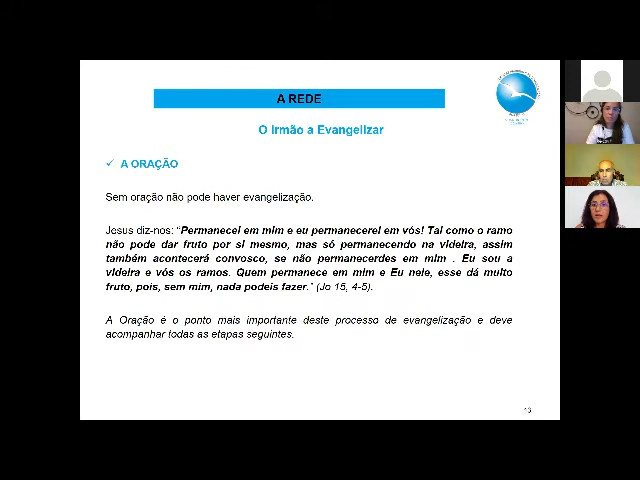 A REDE
O Irmão a Evangelizar
✓ A ORAÇÃO
Sem oração não pode haver evangelização.
Jesus diz-nos: “Permanecei em mim e eu permanecerei em vós! Tal como o ramo
não pode dar fruto por si mesmo, mas só permanecendo na videira, assim
também acontecerá convosco, se não permanecerdes em mim . Eu sou a
videira e vós os ramos. Quem permanece em mim e Eu nele, esse dá muito
fruto, pois, sem mim, nada podeis fazer.” (Jo 15, 4-5).
A Oração é o ponto mais importante deste processo de evangelização e deve
acompanhar todas as etapas seguintes.
13